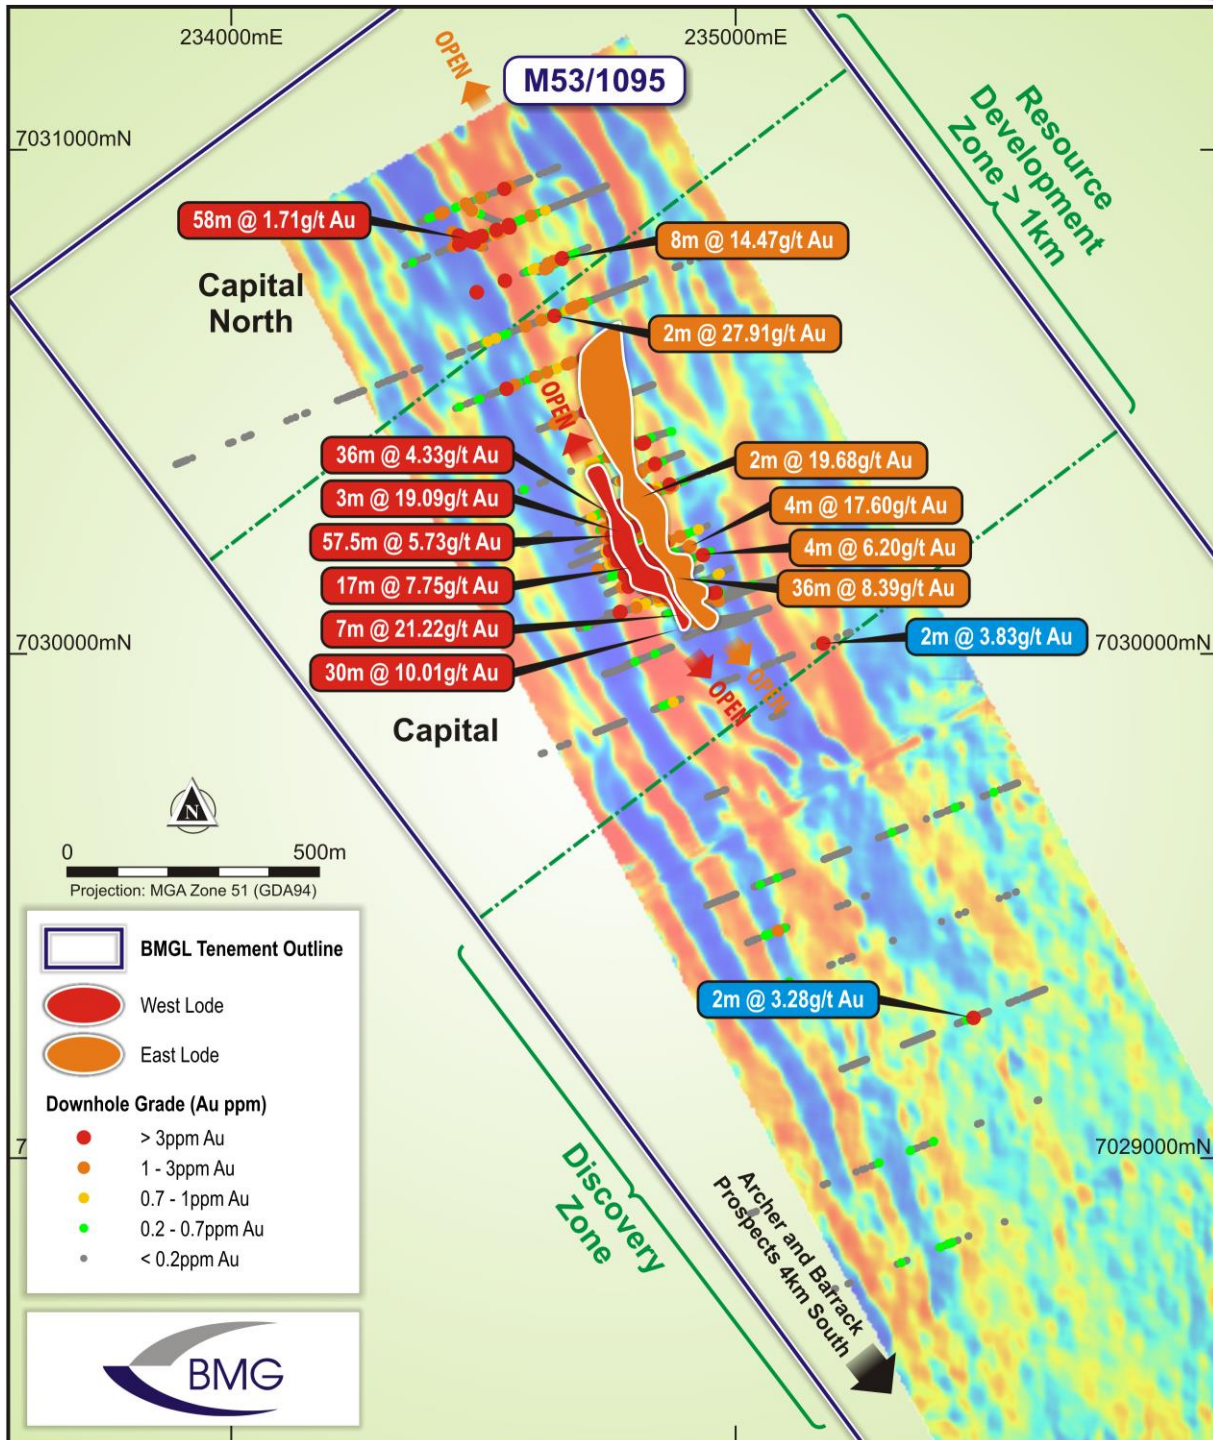 234000mE
235000mE
OPEN
M53/1095
7031000mN
Resource
Development
Zone > 1km
58m @ 1.71g/t Au
8m @ 14.47g/t Au
Capital
North
2m @ 27.91g/t Au
OPEN
36m @ 4.33g/t Au
2m @ 19.68g/t Au
3m @ 19.09g/t Au
4m @ 17.60g/t Au
57.5m @ 5.73g/t Au
4m @ 6.20g/t Au
17m @ 7.75g/t Au
36m @ 8.39g/t Au
7m @ 21.22g/t Au
2m @ 3.83g/t Au
7030000mN
7030000mN
30m @ 10.01g/t Au
OPEN
OPEN
Capital
N
0 500m
Projection: MGA Zone 51 (GDA94)
BMGL Tenement Outline
West Lode
East Lode
Downhole Grade (Au ppm)
> 3ppm Au
1 - 3ppm Au
0.7 - 1ppm Au
0.2 - 0.7ppm Au
< 0.2ppm Au
2m @ 3.28g/t Au
7
7029000mN
Discovery
Zone
Archer and Barrack
Prospects 4km South
BMG